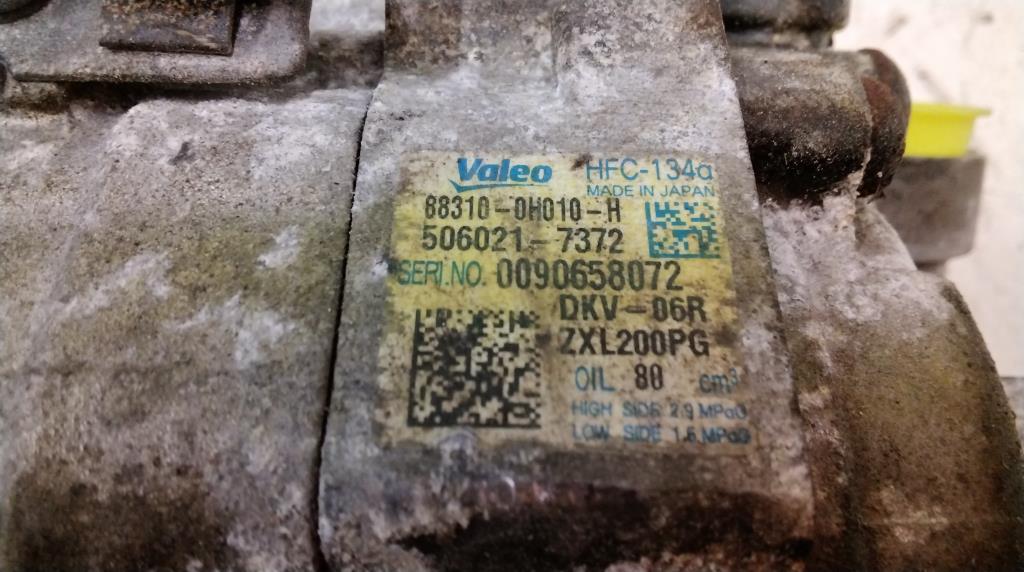 Valeo HFC-134a
MADE IN JAPAN
88310-0H010-H
506021-7372
SERI.NO. 0090658072
DKV-06R
ZXL200PG
OIL 80 cm³
HIGH SIDE 2.9 MPaG
LOW SIDE 1.6 MPaG